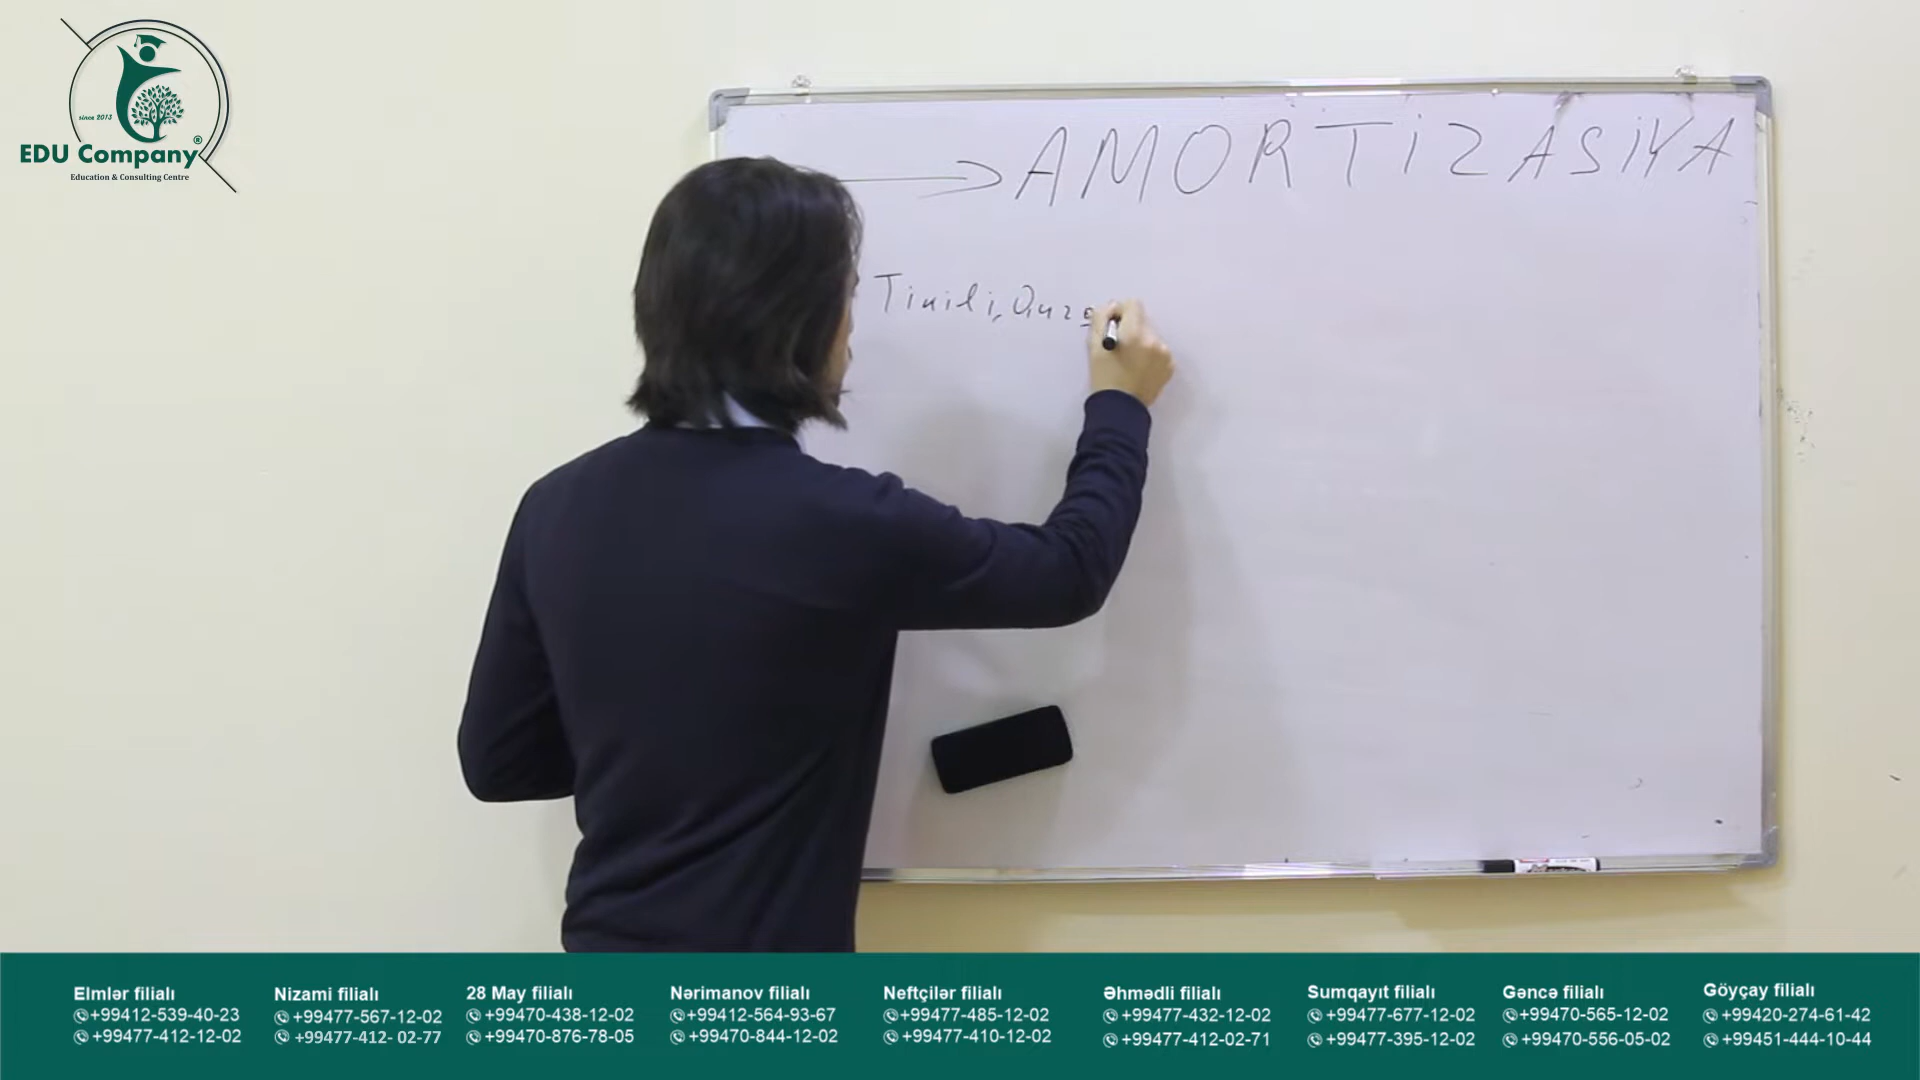 since 2013
EDU Company®
Education & Consulting Centre
AMORTİZASİYA
Tikili,
Elmlər filialı
+99412-539-40-23
+99477-412-12-02
Nizami filialı
+99477-567-12-02
+99477-412- 02-77
28 May filialı
+99470-438-12-02
+99470-876-78-05
Nərimanov filialı
+99412-564-93-67
+99470-844-12-02
Neftçilər filialı
+99477-485-12-02
+99477-410-12-02
Əhmədli filialı
+99477-432-12-02
+99477-412-02-71
Sumqayıt filialı
+99477-677-12-02
+99477-395-12-02
Gəncə filialı
+99470-565-12-02
+99470-556-05-02
Göyçay filialı
+99420-274-61-42
+99451-444-10-44